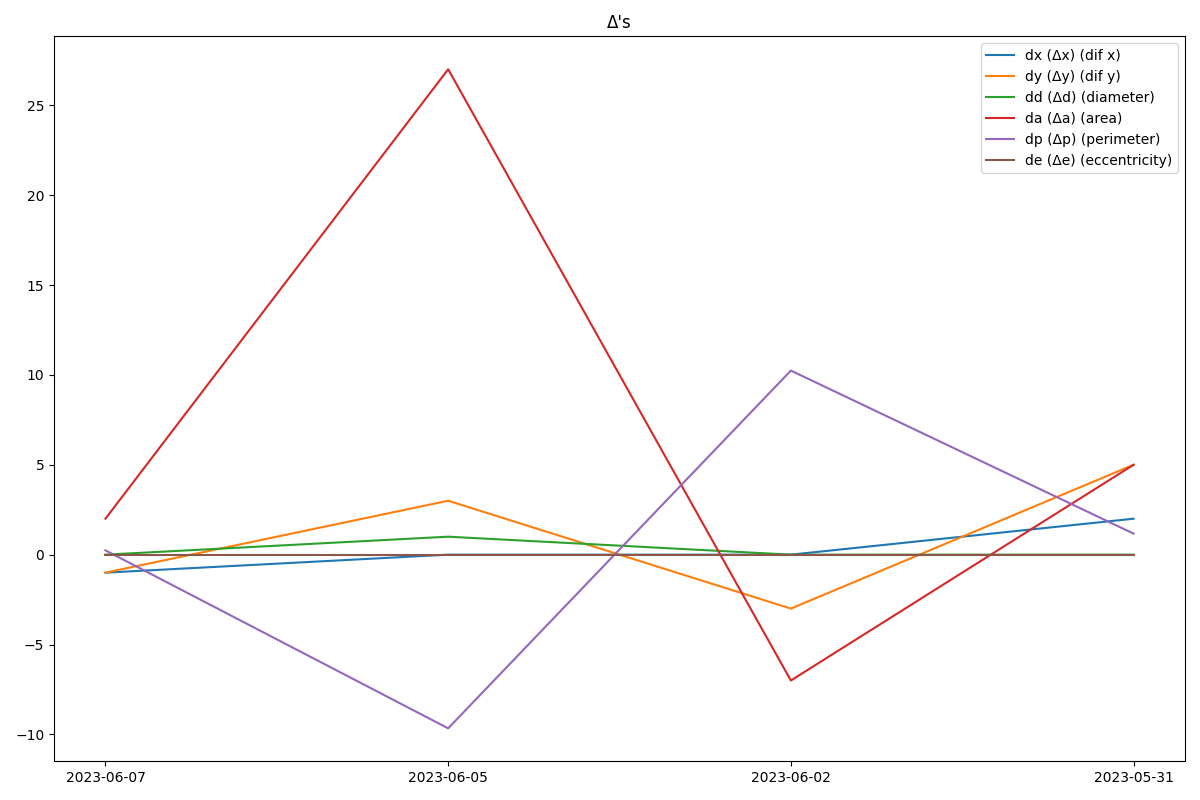 Δ's
dx (Δx) (dif x)
dy (Δy) (dif y)
dd (Δd) (diameter)
da (Δa) (area)
dp (Δp) (perimeter)
de (Δe) (eccentricity)
25
20
15
10
5
0
−5
−10
2023-06-07 2023-06-05 2023-06-02 2023-05-31